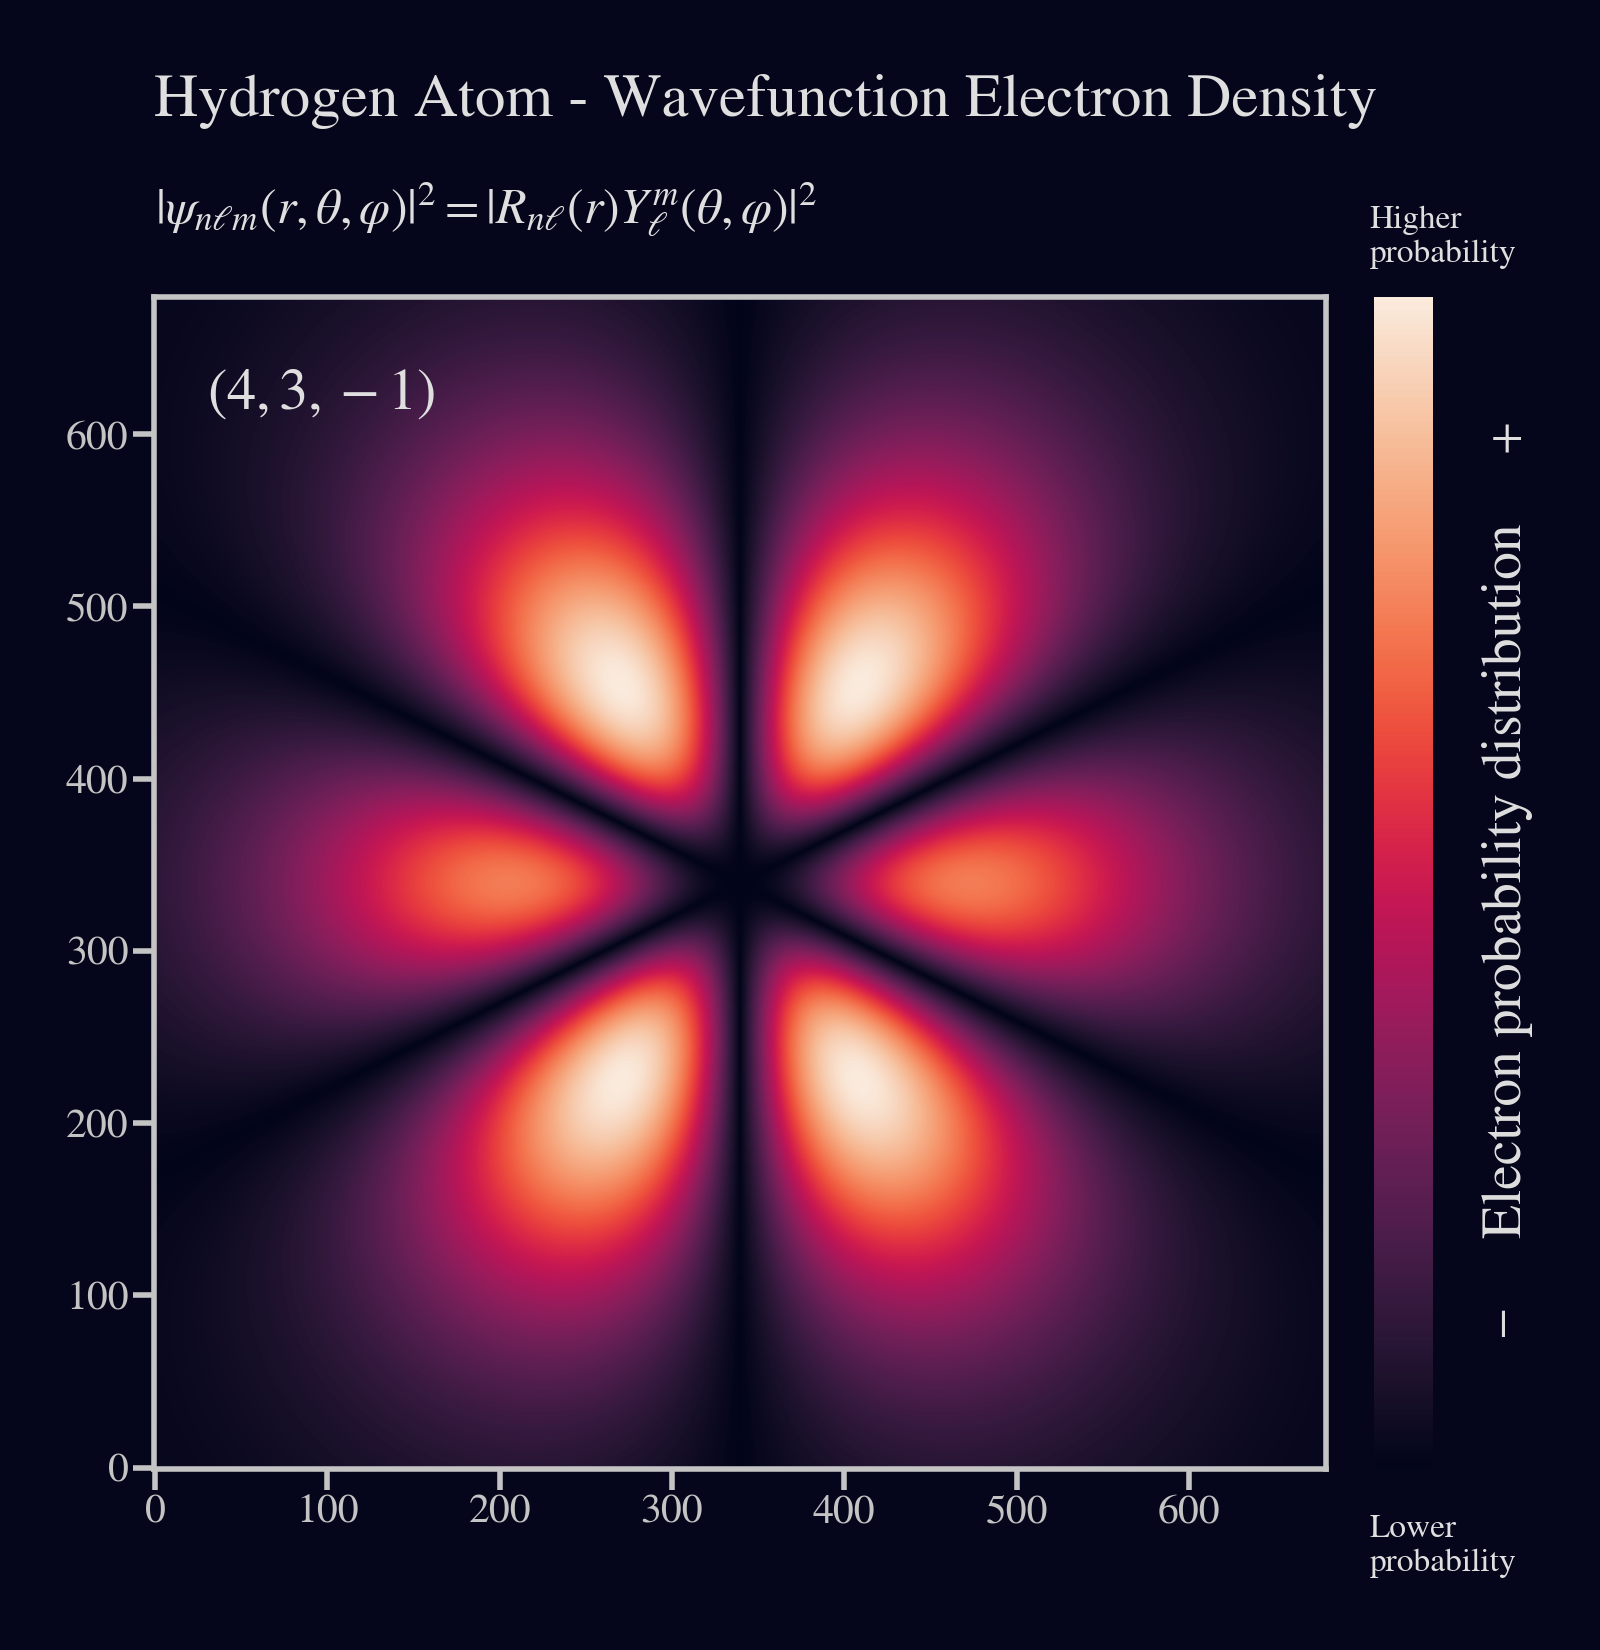 Hydrogen Atom - Wavefunction Electron Density
|ψnℓm(r, θ, φ)|² = |Rnℓ(r)Yℓᵐ(θ, φ)|²
Higher
probability
(4, 3, −1)
600
500
400
300
200
100
0
0 100 200 300 400 500 600
− Electron probability distribution +
Lower
probability